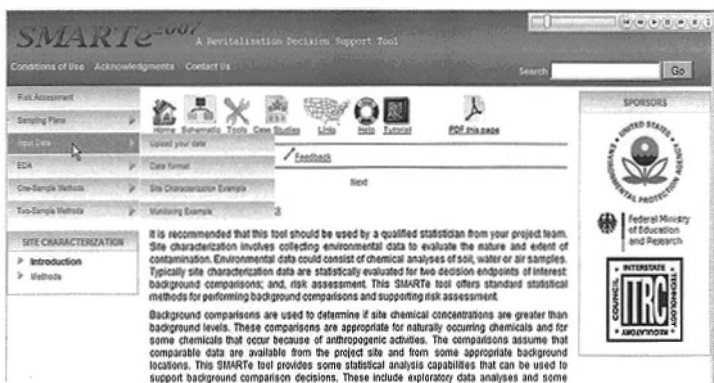 SMARTe2007
A Revitalization Decision Support Tool
Conditions of Use Acknowledgments Contact Us
Search Go
Risk Assessment
Sampling Plans
Input Data
EDA
One-Sample Methods
Two-Sample Methods
Upload your data
Data format
Site Characterization Example
Monitoring Example
SITE CHARACTERIZATION
Introduction
Methods
Home Schematic Tools Case Studies Links Help Tutorial PDF this page
Feedback
Next
It is recommended that this tool should be used by a qualified statistician from your project team.
Site characterization involves collecting environmental data to evaluate the nature and extent of
contamination. Environmental data could consist of chemical analyses of soil, water or air samples.
Typically site characterization data are statistically evaluated for two decision endpoints of interest:
background comparisons; and, risk assessment. This SMARTe tool offers standard statistical
methods for performing background comparisons and supporting risk assessment.
Background comparisons are used to determine if site chemical concentrations are greater than
background levels. These comparisons are appropriate for naturally occurring chemicals and for
some chemicals that occur because of anthropogenic activities. The comparisons assume that
comparable data are available from the project site and from some appropriate background
locations. This SMARTe tool provides some statistical analysis capabilities that can be used to
support background comparison decisions. These include exploratory data analyses and some
SPONSORS
UNITED STATES
ENVIRONMENTAL PROTECTION AGENCY
Federal Ministry
of Education
and Research
INTERSTATE
TECHNOLOGY
REGULATORY
COUNCIL
ITRC